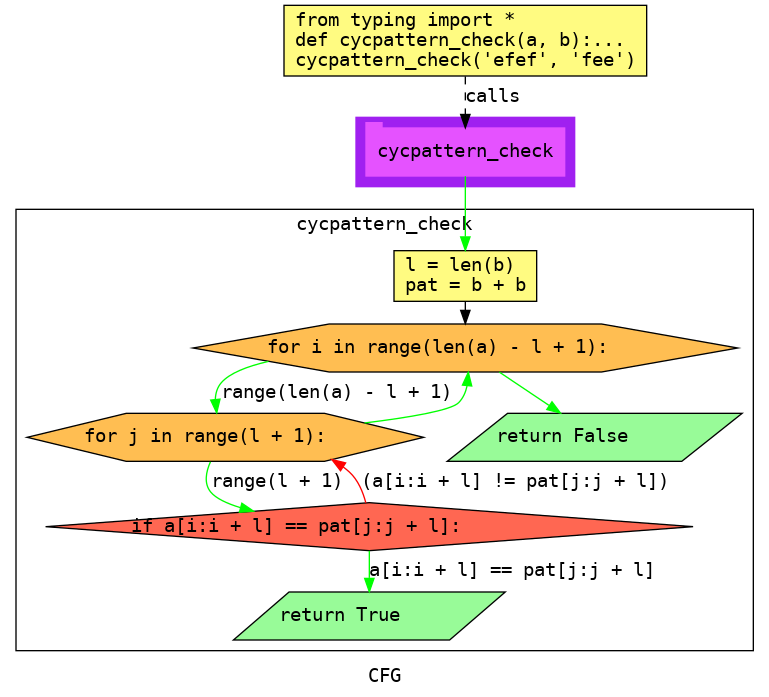 from typing import *
def cycpattern_check(a, b):...
cycpattern_check('efef', 'fee')
calls
cycpattern_check
cycpattern_check
l = len(b)
pat = b + b
for i in range(len(a) - l + 1):
range(len(a) - l + 1)
for j in range(l + 1):
return False
range(l + 1)
(a[i:i + l] != pat[j:j + l])
if a[i:i + l] == pat[j:j + l]:
a[i:i + l] == pat[j:j + l]
return True
CFG